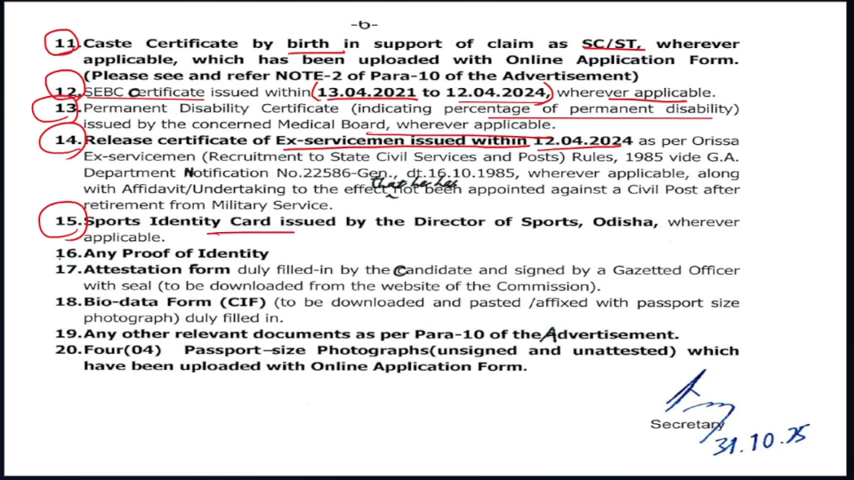 -6-
11. Caste Certificate by birth in support of claim as SC/ST, wherever
applicable, which has been uploaded with Online Application Form.
(Please see and refer NOTE-2 of Para-10 of the Advertisement)
12. SEBC Certificate issued within (13.04.2021 to 12.04.2024) wherever applicable.
13. Permanent Disability Certificate (indicating percentage of permanent disability)
issued by the concerned Medical Board, wherever applicable.
14. Release certificate of Ex-servicemen issued within 12.04.2024 as per Orissa
Ex-servicemen (Recruitment to State Civil Services and Posts) Rules, 1985 vide G.A.
Department Notification No.22586-Gen., dt.16.10.1985, wherever applicable, along
with Affidavit/Undertaking to the effect that he has not been appointed against a Civil Post after
retirement from Military Service.
15. Sports Identity Card issued by the Director of Sports, Odisha, wherever
applicable.
16. Any Proof of Identity
17. Attestation form duly filled-in by the Candidate and signed by a Gazetted Officer
with seal (to be downloaded from the website of the Commission).
18. Bio-data Form (CIF) (to be downloaded and pasted /affixed with passport size
photograph) duly filled in.
19. Any other relevant documents as per Para-10 of the Advertisement.
20. Four(04) Passport-size Photographs(unsigned and unattested) which
have been uploaded with Online Application Form.
Secretary
31.10.25